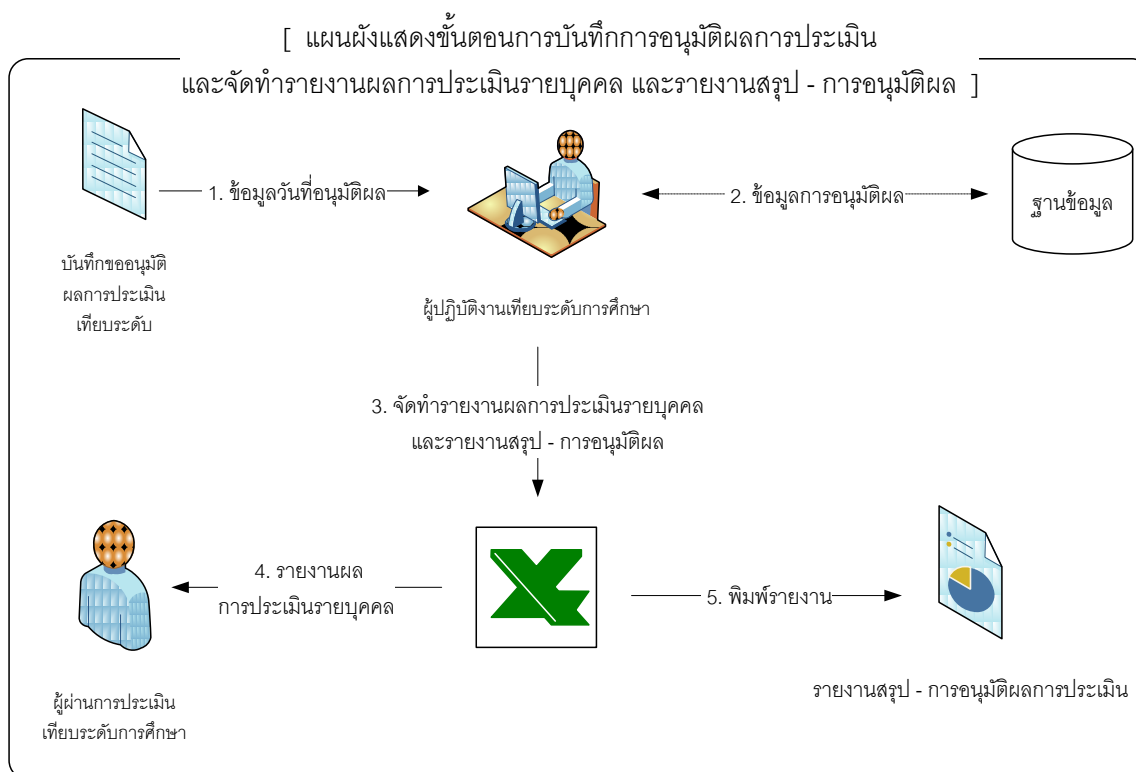 [ แผนผังแสดงขั้นตอนการบันทึกการอนุมัติผลการประเมิน
และจัดทำรายงานผลการประเมินรายบุคคล และรายงานสรุป - การอนุมัติผล ]
1. ข้อมูลวันที่อนุมัติผล
2. ข้อมูลการอนุมัติผล
ฐานข้อมูล
บันทึกขออนุมัติ
ผลการประเมิน
เทียบระดับ
ผู้ปฏิบัติงานเทียบระดับการศึกษา
3. จัดทำรายงานผลการประเมินรายบุคคล
และรายงานสรุป - การอนุมัติผล
4. รายงานผล
การประเมินรายบุคคล
5. พิมพ์รายงาน
ผู้ผ่านการประเมิน
เทียบระดับการศึกษา
รายงานสรุป - การอนุมัติผลการประเมิน